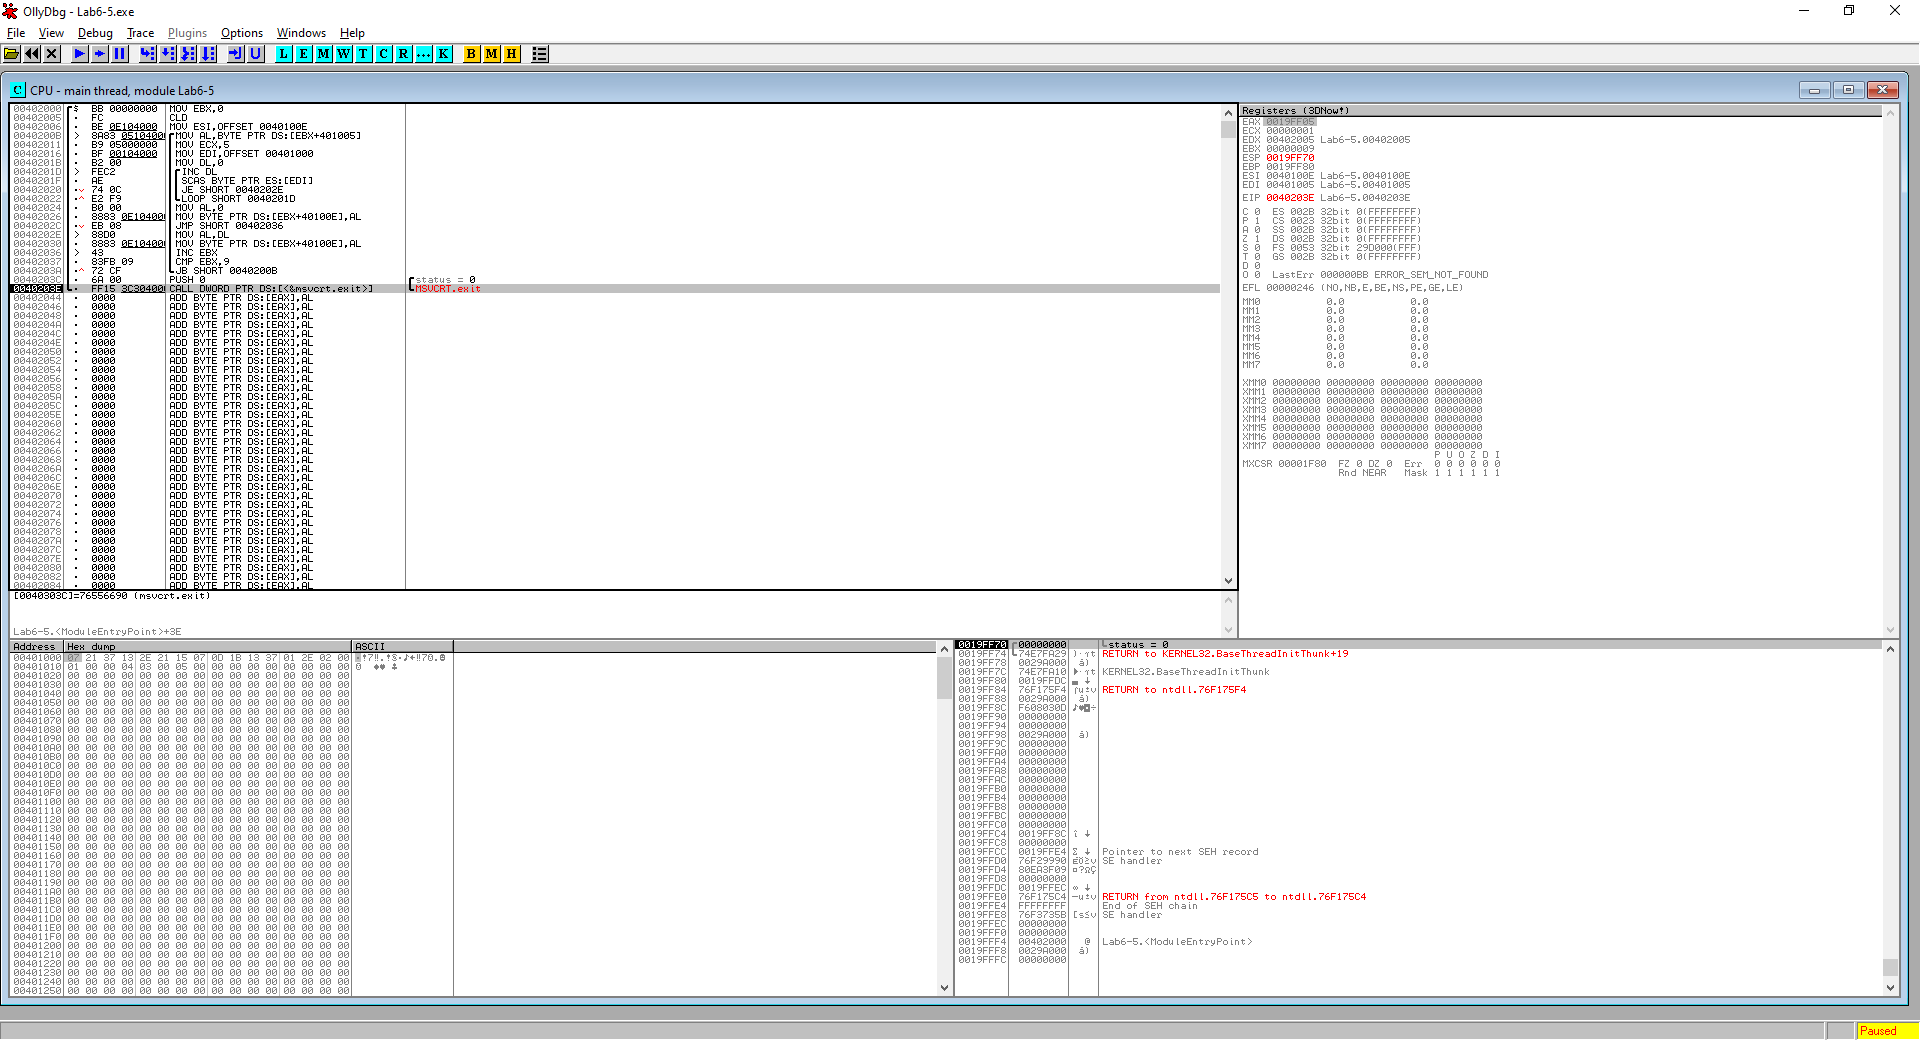 OllyDbg - Lab6-5.exe
File View Debug Trace Plugins Options Windows Help
L E M W T C R ... K B M H
C CPU - main thread, module Lab6-5
00402000 $ BB 00000000 MOV EBX,0
00402005 FC CLD
00402006 BE 0E104000 MOV ESI,OFFSET 0040100E
0040200B > 8A83 05104000 MOV AL,BYTE PTR DS:[EBX+401005]
00402011 B9 05000000 MOV ECX,5
00402016 BF 00104000 MOV EDI,OFFSET 00401000
0040201B B2 00 MOV DL,0
0040201D > FEC2 INC DL
0040201F AE SCAS BYTE PTR ES:[EDI]
00402020 74 0C JE SHORT 0040202E
00402022 E2 F9 LOOP SHORT 0040201D
00402024 B0 00 MOV AL,0
00402026 8883 0E104000 MOV BYTE PTR DS:[EBX+40100E],AL
0040202C EB 08 JMP SHORT 00402036
0040202E > 88D0 MOV AL,DL
00402030 8883 0E104000 MOV BYTE PTR DS:[EBX+40100E],AL
00402036 > 43 INC EBX
00402037 83FB 09 CMP EBX,9
0040203A 72 CF JB SHORT 0040200B
0040203C 6A 00 PUSH 0 status = 0
0040203E FF15 3C304000 CALL DWORD PTR DS:[<&msvcrt.exit>] MSVCRT.exit
00402044 0000 ADD BYTE PTR DS:[EAX],AL
00402046 0000 ADD BYTE PTR DS:[EAX],AL
00402048 0000 ADD BYTE PTR DS:[EAX],AL
0040204A 0000 ADD BYTE PTR DS:[EAX],AL
0040204C 0000 ADD BYTE PTR DS:[EAX],AL
0040204E 0000 ADD BYTE PTR DS:[EAX],AL
00402050 0000 ADD BYTE PTR DS:[EAX],AL
00402052 0000 ADD BYTE PTR DS:[EAX],AL
00402054 0000 ADD BYTE PTR DS:[EAX],AL
00402056 0000 ADD BYTE PTR DS:[EAX],AL
00402058 0000 ADD BYTE PTR DS:[EAX],AL
0040205A 0000 ADD BYTE PTR DS:[EAX],AL
0040205C 0000 ADD BYTE PTR DS:[EAX],AL
0040205E 0000 ADD BYTE PTR DS:[EAX],AL
00402060 0000 ADD BYTE PTR DS:[EAX],AL
00402062 0000 ADD BYTE PTR DS:[EAX],AL
00402064 0000 ADD BYTE PTR DS:[EAX],AL
00402066 0000 ADD BYTE PTR DS:[EAX],AL
00402068 0000 ADD BYTE PTR DS:[EAX],AL
0040206A 0000 ADD BYTE PTR DS:[EAX],AL
0040206C 0000 ADD BYTE PTR DS:[EAX],AL
0040206E 0000 ADD BYTE PTR DS:[EAX],AL
00402070 0000 ADD BYTE PTR DS:[EAX],AL
00402072 0000 ADD BYTE PTR DS:[EAX],AL
00402074 0000 ADD BYTE PTR DS:[EAX],AL
00402076 0000 ADD BYTE PTR DS:[EAX],AL
00402078 0000 ADD BYTE PTR DS:[EAX],AL
0040207A 0000 ADD BYTE PTR DS:[EAX],AL
0040207C 0000 ADD BYTE PTR DS:[EAX],AL
0040207E 0000 ADD BYTE PTR DS:[EAX],AL
00402080 0000 ADD BYTE PTR DS:[EAX],AL
00402082 0000 ADD BYTE PTR DS:[EAX],AL
00402084 0000 ADD BYTE PTR DS:[EAX],AL
[0040303C]=76556690 (msvcrt.exit)
Lab6-5.<ModuleEntryPoint>+3E
Registers (3DNow!)
EAX 0019FF05
ECX 00000001
EDX 00402005 Lab6-5.00402005
EBX 00000009
ESP 0019FF70
EBP 0019FF80
ESI 0040100E Lab6-5.0040100E
EDI 00401005 Lab6-5.00401005
EIP 0040203E Lab6-5.0040203E
C 0 ES 002B 32bit 0(FFFFFFFF)
P 1 CS 0023 32bit 0(FFFFFFFF)
A 0 SS 002B 32bit 0(FFFFFFFF)
Z 1 DS 002B 32bit 0(FFFFFFFF)
S 0 FS 0053 32bit 29D000(FFF)
T 0 GS 002B 32bit 0(FFFFFFFF)
D 0
O 0 LastErr 000000BB ERROR_SEM_NOT_FOUND
EFL 00000246 (NO,NB,E,BE,NS,PE,GE,LE)
MM0 0.0 0.0
MM1 0.0 0.0
MM2 0.0 0.0
MM3 0.0 0.0
MM4 0.0 0.0
MM5 0.0 0.0
MM6 0.0 0.0
MM7 0.0 0.0
XMM0 00000000 00000000 00000000 00000000
XMM1 00000000 00000000 00000000 00000000
XMM2 00000000 00000000 00000000 00000000
XMM3 00000000 00000000 00000000 00000000
XMM4 00000000 00000000 00000000 00000000
XMM5 00000000 00000000 00000000 00000000
XMM6 00000000 00000000 00000000 00000000
XMM7 00000000 00000000 00000000 00000000
P U O Z D I
MXCSR 00001F80 FZ 0 DZ 0 Err 0 0 0 0 0 0
Rnd NEAR Mask 1 1 1 1 1 1
Address Hex dump ASCII
00401000 07 21 37 13 2E 21 15 07 0D 1B 13 37 01 2E 02 00
00401010 01 00 00 04 03 00 05 00 00 00 00 00 00 00 00 00
00401020 00 00 00 00 00 00 00 00 00 00 00 00 00 00 00 00
00401030 00 00 00 00 00 00 00 00 00 00 00 00 00 00 00 00
00401040 00 00 00 00 00 00 00 00 00 00 00 00 00 00 00 00
0019FF70 00000000 status = 0
0019FF74 74E7FA29 RETURN to KERNEL32.BaseThreadInitThunk+19
0019FF78 0029A000
0019FF7C 74E7FA10 KERNEL32.BaseThreadInitThunk
0019FF80 0019FFDC
0019FF84 76F175F4 RETURN to ntdll.76F175F4
0019FF88 0029A000
0019FF8C F608030D
0019FF90 00000000
0019FF94 00000000
0019FF98 0029A000
0019FF9C 00000000
0019FFA0 00000000
0019FFA4 00000000
0019FFA8 00000000
0019FFAC 00000000
0019FFB0 00000000
0019FFB4 00000000
0019FFB8 00000000
0019FFBC 00000000
0019FFC0 00000000
0019FFC4 0019FF8C
0019FFC8 00000000
0019FFCC 0019FFE4 Pointer to next SEH record
0019FFD0 76F29990 SE handler
0019FFD4 80EA3F09
0019FFD8 00000000
0019FFDC 0019FFEC
0019FFE0 76F175C4 RETURN from ntdll.76F175C5 to ntdll.76F175C4
0019FFE4 FFFFFFFF End of SEH chain
0019FFE8 76F3735B SE handler
0019FFEC 00000000
0019FFF0 00000000
0019FFF4 00402000 Lab6-5.<ModuleEntryPoint>
0019FFF8 0029A000
0019FFFC 00000000
Paused